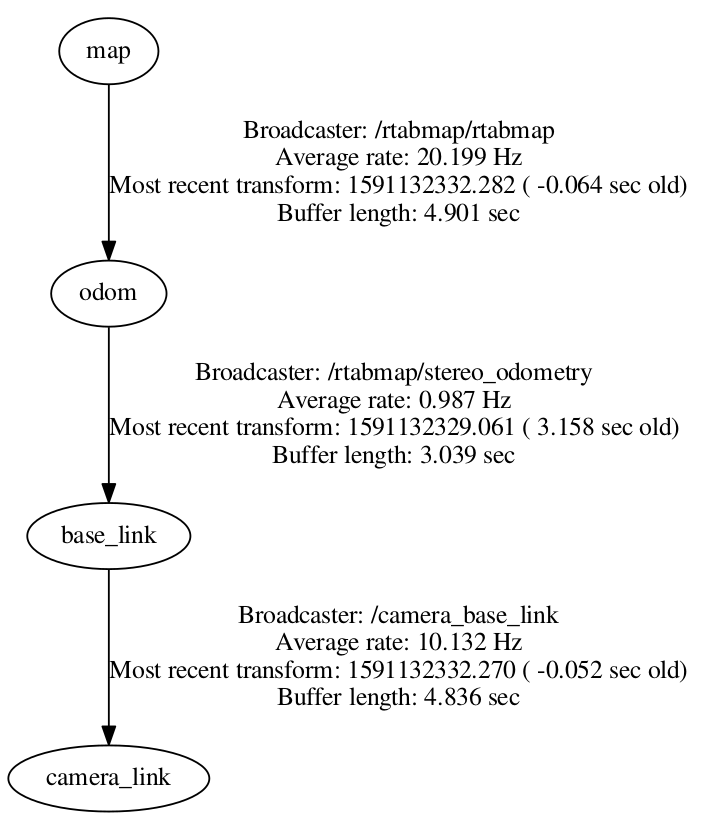 map
Broadcaster: /rtabmap/rtabmap
Average rate: 20.199 Hz
Most recent transform: 1591132332.282 ( -0.064 sec old)
Buffer length: 4.901 sec
odom
Broadcaster: /rtabmap/stereo_odometry
Average rate: 0.987 Hz
Most recent transform: 1591132329.061 ( 3.158 sec old)
Buffer length: 3.039 sec
base_link
Broadcaster: /camera_base_link
Average rate: 10.132 Hz
Most recent transform: 1591132332.270 ( -0.052 sec old)
Buffer length: 4.836 sec
camera_link